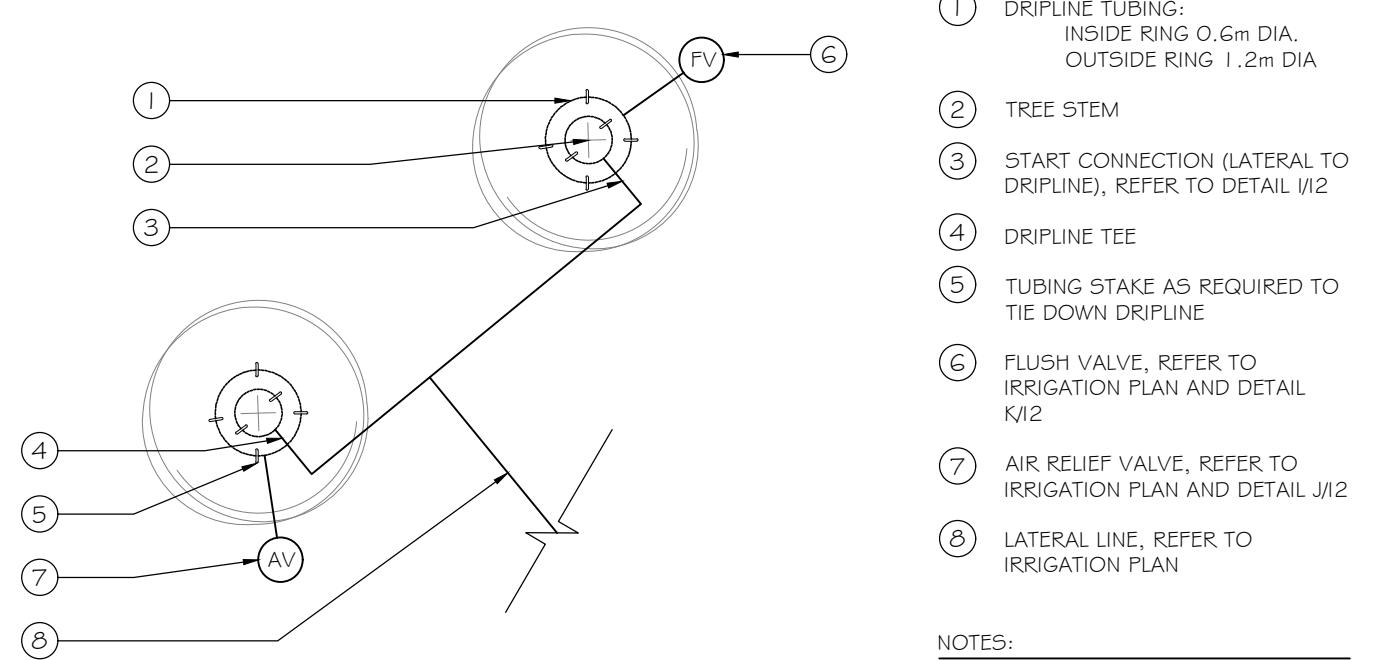 1
2
3
4
5
7
8
FV
6
AV
1 DRIPLINE TUBING:
INSIDE RING 0.6m DIA.
OUTSIDE RING 1.2m DIA
2 TREE STEM
3 START CONNECTION (LATERAL TO
DRIPLINE), REFER TO DETAIL I/I2
4 DRIPLINE TEE
5 TUBING STAKE AS REQUIRED TO
TIE DOWN DRIPLINE
6 FLUSH VALVE, REFER TO
IRRIGATION PLAN AND DETAIL
K/I2
7 AIR RELIEF VALVE, REFER TO
IRRIGATION PLAN AND DETAIL J/I2
8 LATERAL LINE, REFER TO
IRRIGATION PLAN
NOTES: